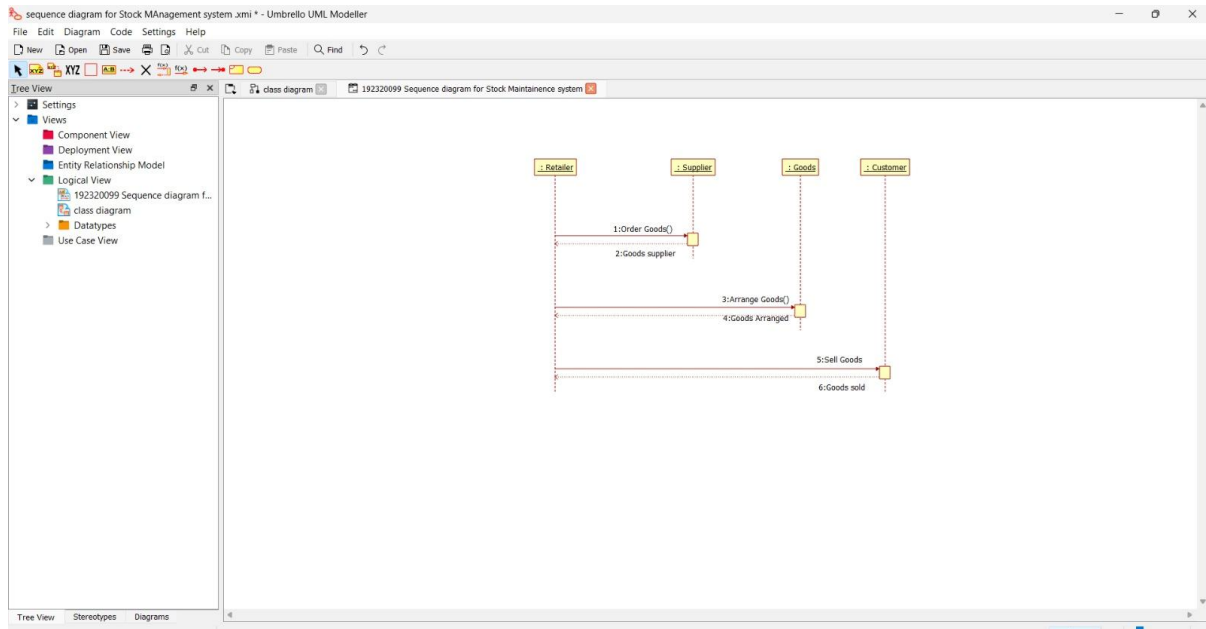 sequence diagram for Stock MAnagement system .xmi * - Umbrello UML Modeller
File Edit Diagram Code Settings Help
New Open Save Cut Copy Paste Find
XYZ XYZ A:B f(x) f(x)
Tree View
class diagram
192320099 Sequence diagram for Stock Maintainence system
Settings
Views
Component View
Deployment View
Entity Relationship Model
Logical View
192320099 Sequence diagram f...
class diagram
Datatypes
Use Case View
: Retailer : Supplier : Goods : Customer
1:Order Goods()
2:Goods supplier
3:Arrange Goods()
4:Goods Arranged
5:Sell Goods
6:Goods sold
Tree View Stereotypes Diagrams